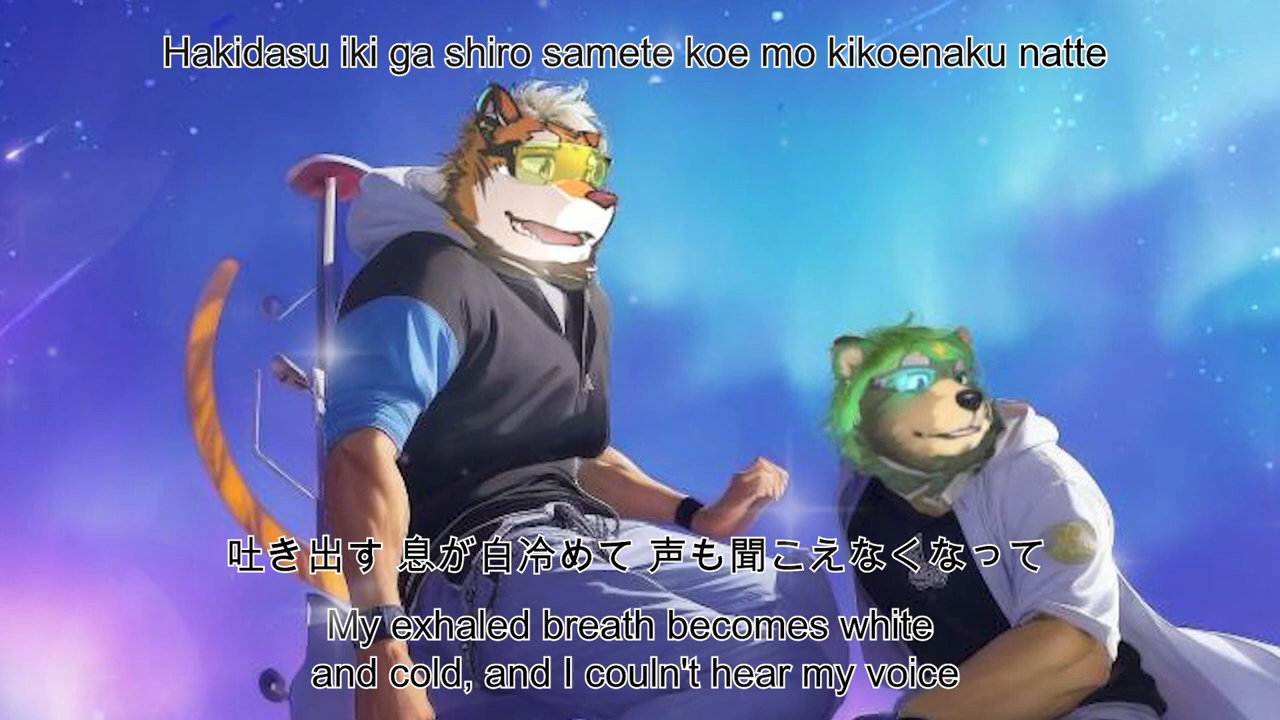 Hakidasu iki ga shiro samete koe mo kikoenaku natte
吐き出す 息が白冷めて 声も聞こえなくなって
My exhaled breath becomes white
and cold, and I couln't hear my voice